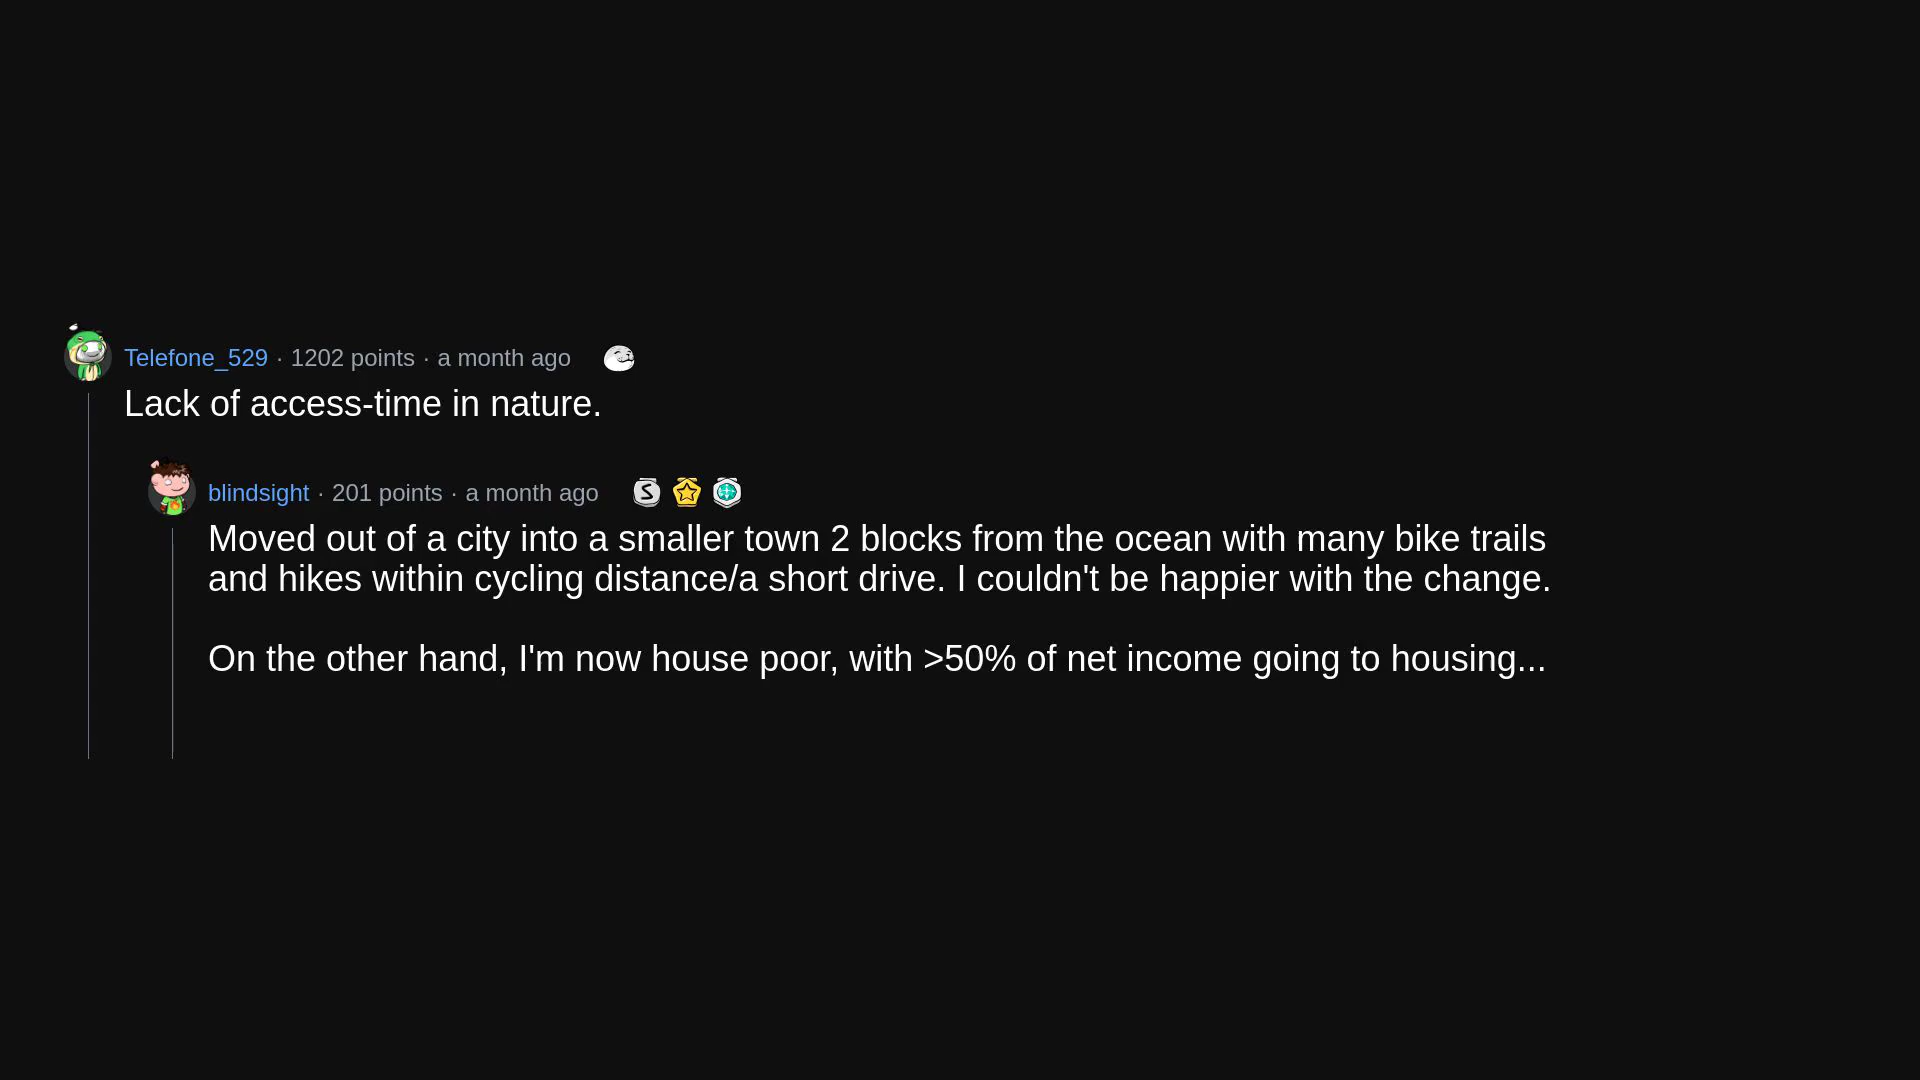 Telefone_529 · 1202 points · a month ago
Lack of access-time in nature.
blindsight · 201 points · a month ago
Moved out of a city into a smaller town 2 blocks from the ocean with many bike trails
and hikes within cycling distance/a short drive. I couldn't be happier with the change.
On the other hand, I'm now house poor, with >50% of net income going to housing...